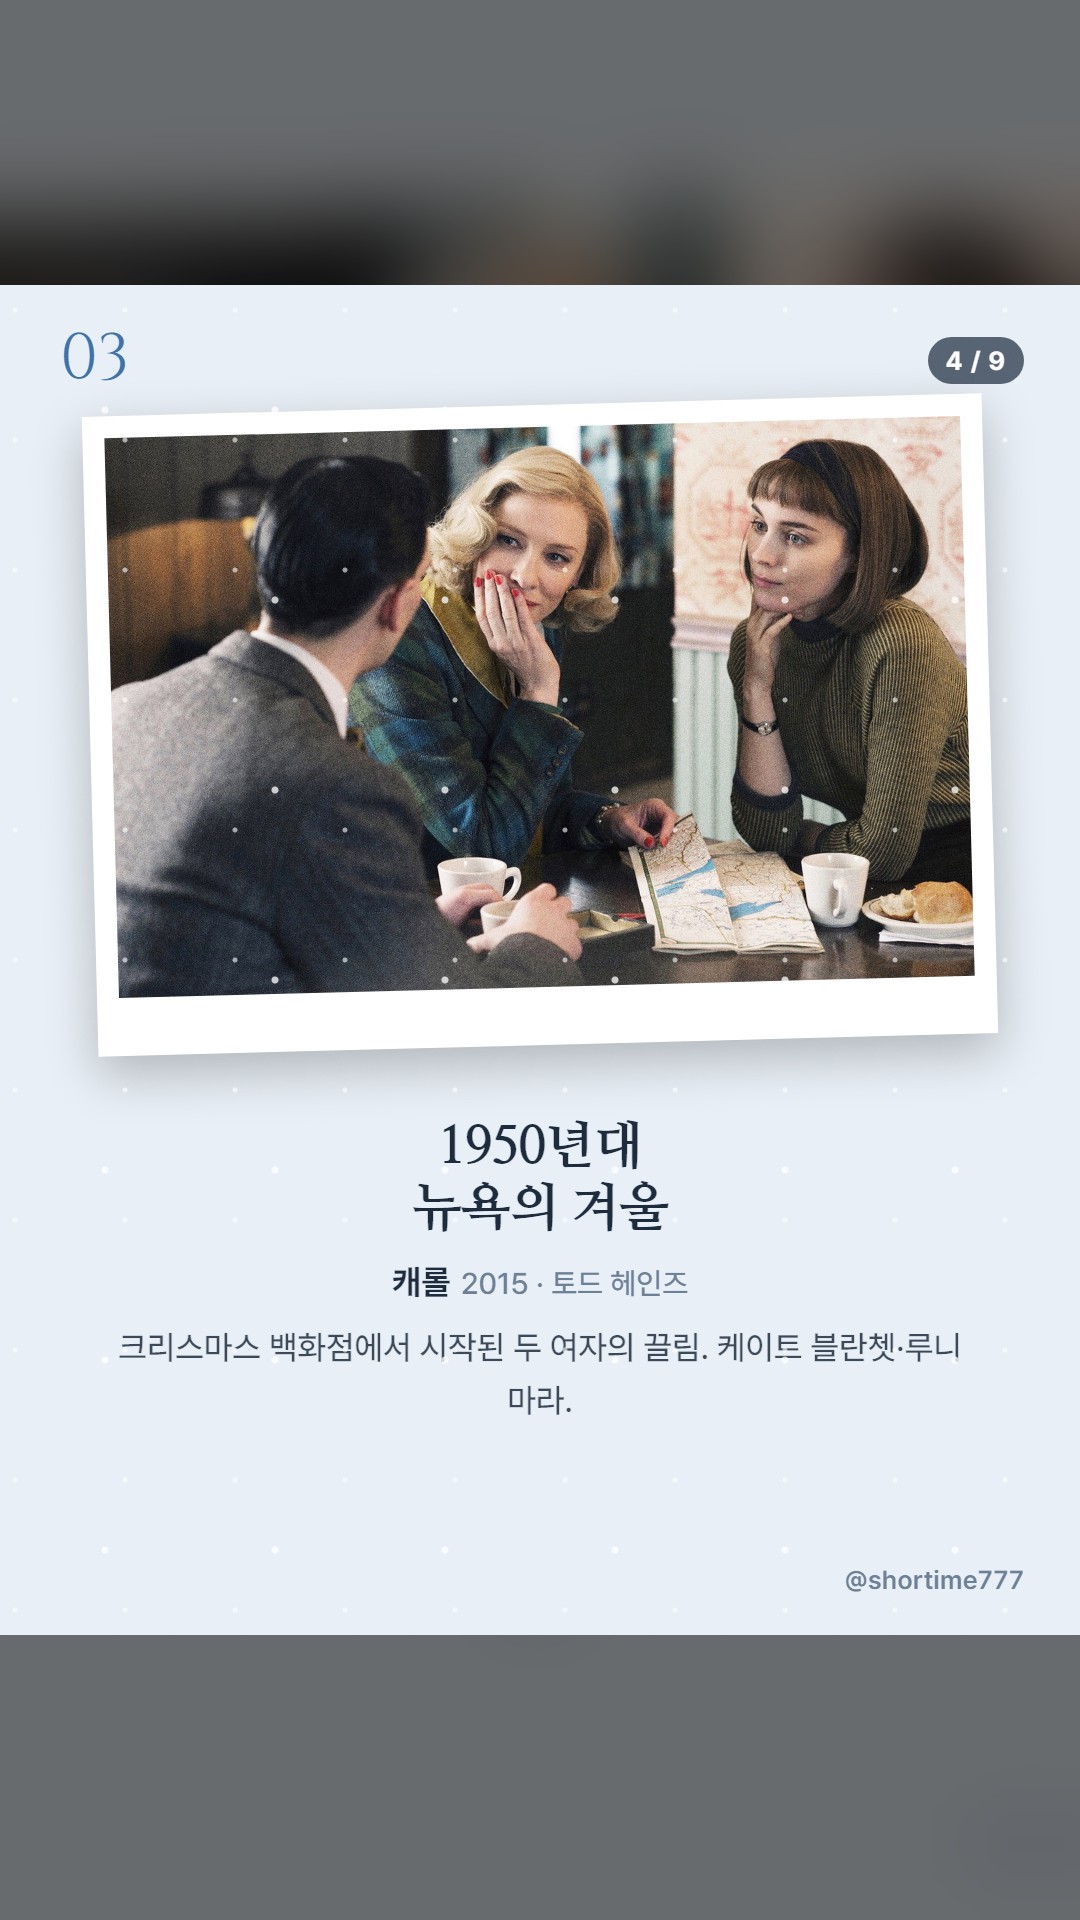 03
4 / 9
1950년대
뉴욕의 겨울
캐롤 2015 · 토드 헤인즈
크리스마스 백화점에서 시작된 두 여자의 끌림. 케이트 블란쳇·루니
마라.
@shortime777